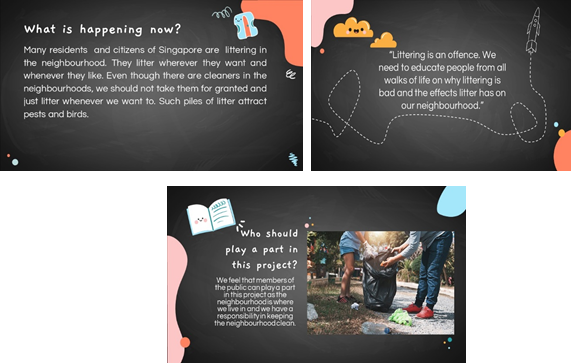 What is happening now?
Many residents and citizens of Singapore are littering in
the neighbourhood. They litter wherever they want and
whenever they like. Even though there are cleaners in the
neighbourhoods, we should not take them for granted and
just litter whenever we want to. Such piles of litter attract
pests and birds.
“Littering is an offence. We
need to educate people from all
walks of life on why littering is
bad and the effects litter has on
our neighbourhood.”
Who should
play a part in
this project?
We feel that members of
the public can play a part
in this project as the
neighbourhood is where
we live in and we have a
responsibility in keeping
the neighbourhood clean.